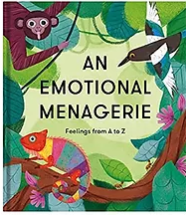 AN
EMOTIONAL
MENAGERIE
Feelings from A to Z